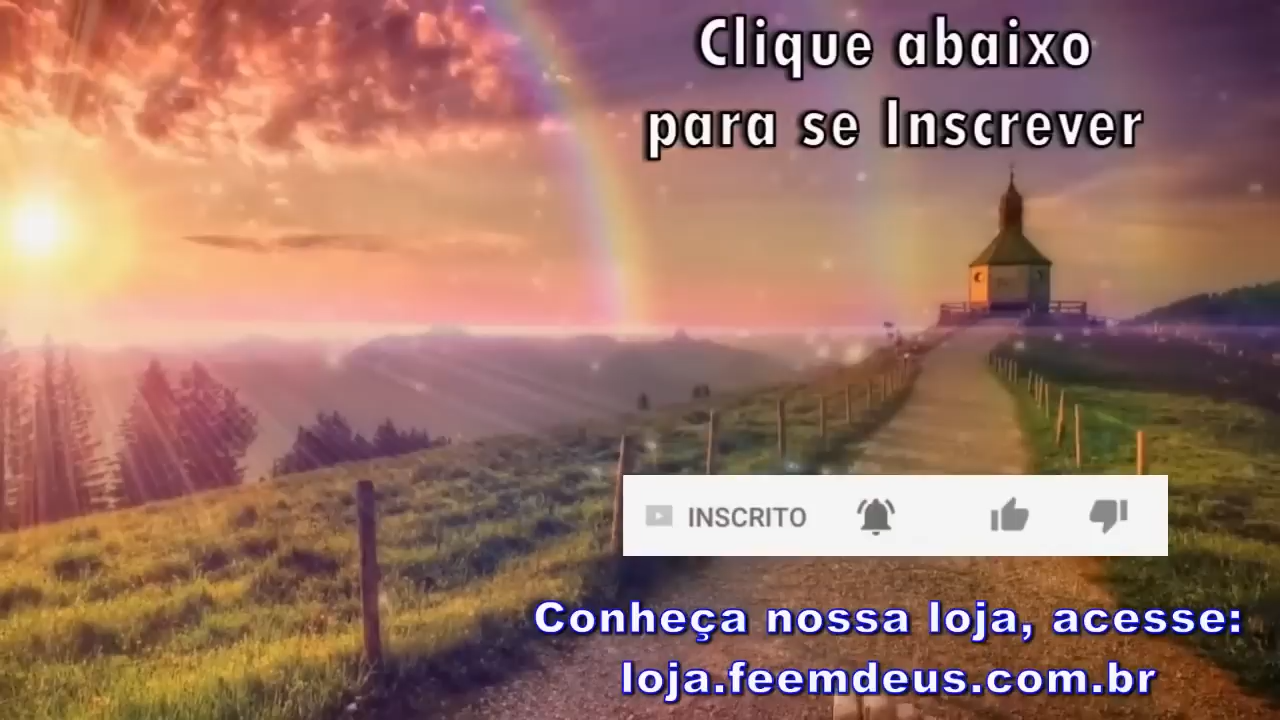 Clique abaixo
para se Inscrever
INSCRITO
Conheça nossa loja, acesse:
loja.feemdeus.com.br